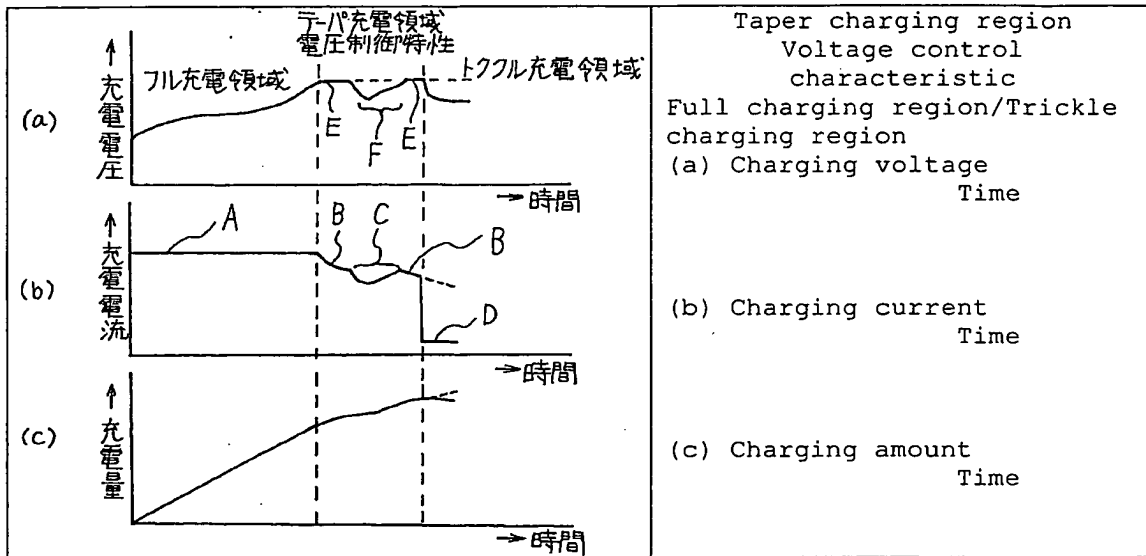 テーパ充電領域
電圧制御特性
フル充電領域
トククル充電領域
(a)
↑充電電圧
E
F
E
→時間
A
B
C
B
(b)
↑充電電流
D
→時間
(c)
↑充電量
→時間
Taper charging region
Voltage control
characteristic
Full charging region/Trickle
charging region
(a) Charging voltage
Time
(b) Charging current
Time
(c) Charging amount
Time